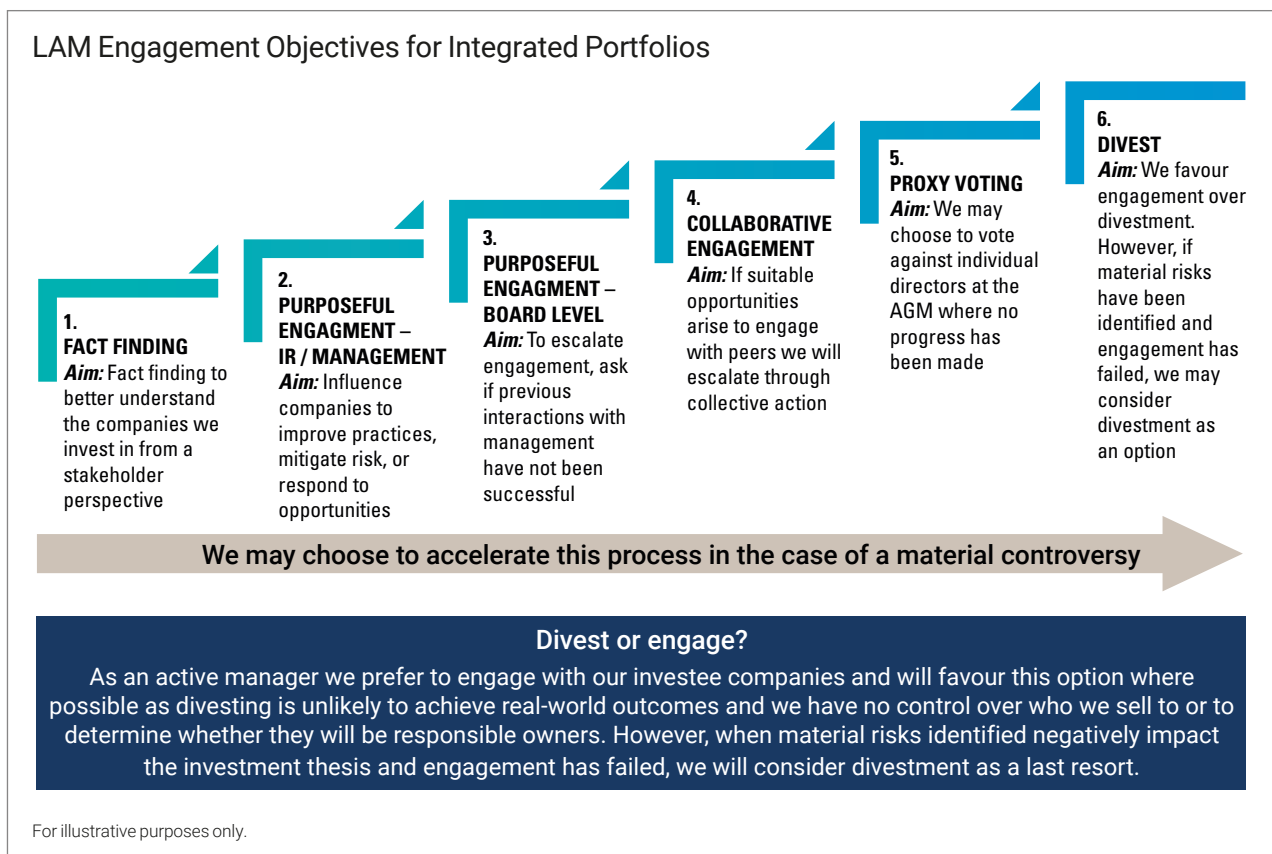 LAM Engagement Objectives for Integrated Portfolios
1.
FACT FINDING
Aim: Fact finding to
better understand
the companies we
invest in from a
stakeholder
perspective
2.
PURPOSEFUL
ENGAGMENT –
IR / MANAGEMENT
Aim: Influence
companies to
improve practices,
mitigate risk, or
respond to
opportunities
3.
PURPOSEFUL
ENGAGMENT –
BOARD LEVEL
Aim: To escalate
engagement, ask
if previous
interactions with
management
have not been
successful
4.
COLLABORATIVE
ENGAGEMENT
Aim: If suitable
opportunities
arise to engage
with peers we will
escalate through
collective action
5.
PROXY VOTING
Aim: We may
choose to vote
against individual
directors at the
AGM where no
progress has
been made
6.
DIVEST
Aim: We favour
engagement over
divestment.
However, if
material risks
have been
identified and
engagement has
failed, we may
consider
divestment as
an option
We may choose to accelerate this process in the case of a material controversy
Divest or engage?
As an active manager we prefer to engage with our investee companies and will favour this option where
possible as divesting is unlikely to achieve real-world outcomes and we have no control over who we sell to or to
determine whether they will be responsible owners. However, when material risks identified negatively impact
the investment thesis and engagement has failed, we will consider divestment as a last resort.
For illustrative purposes only.